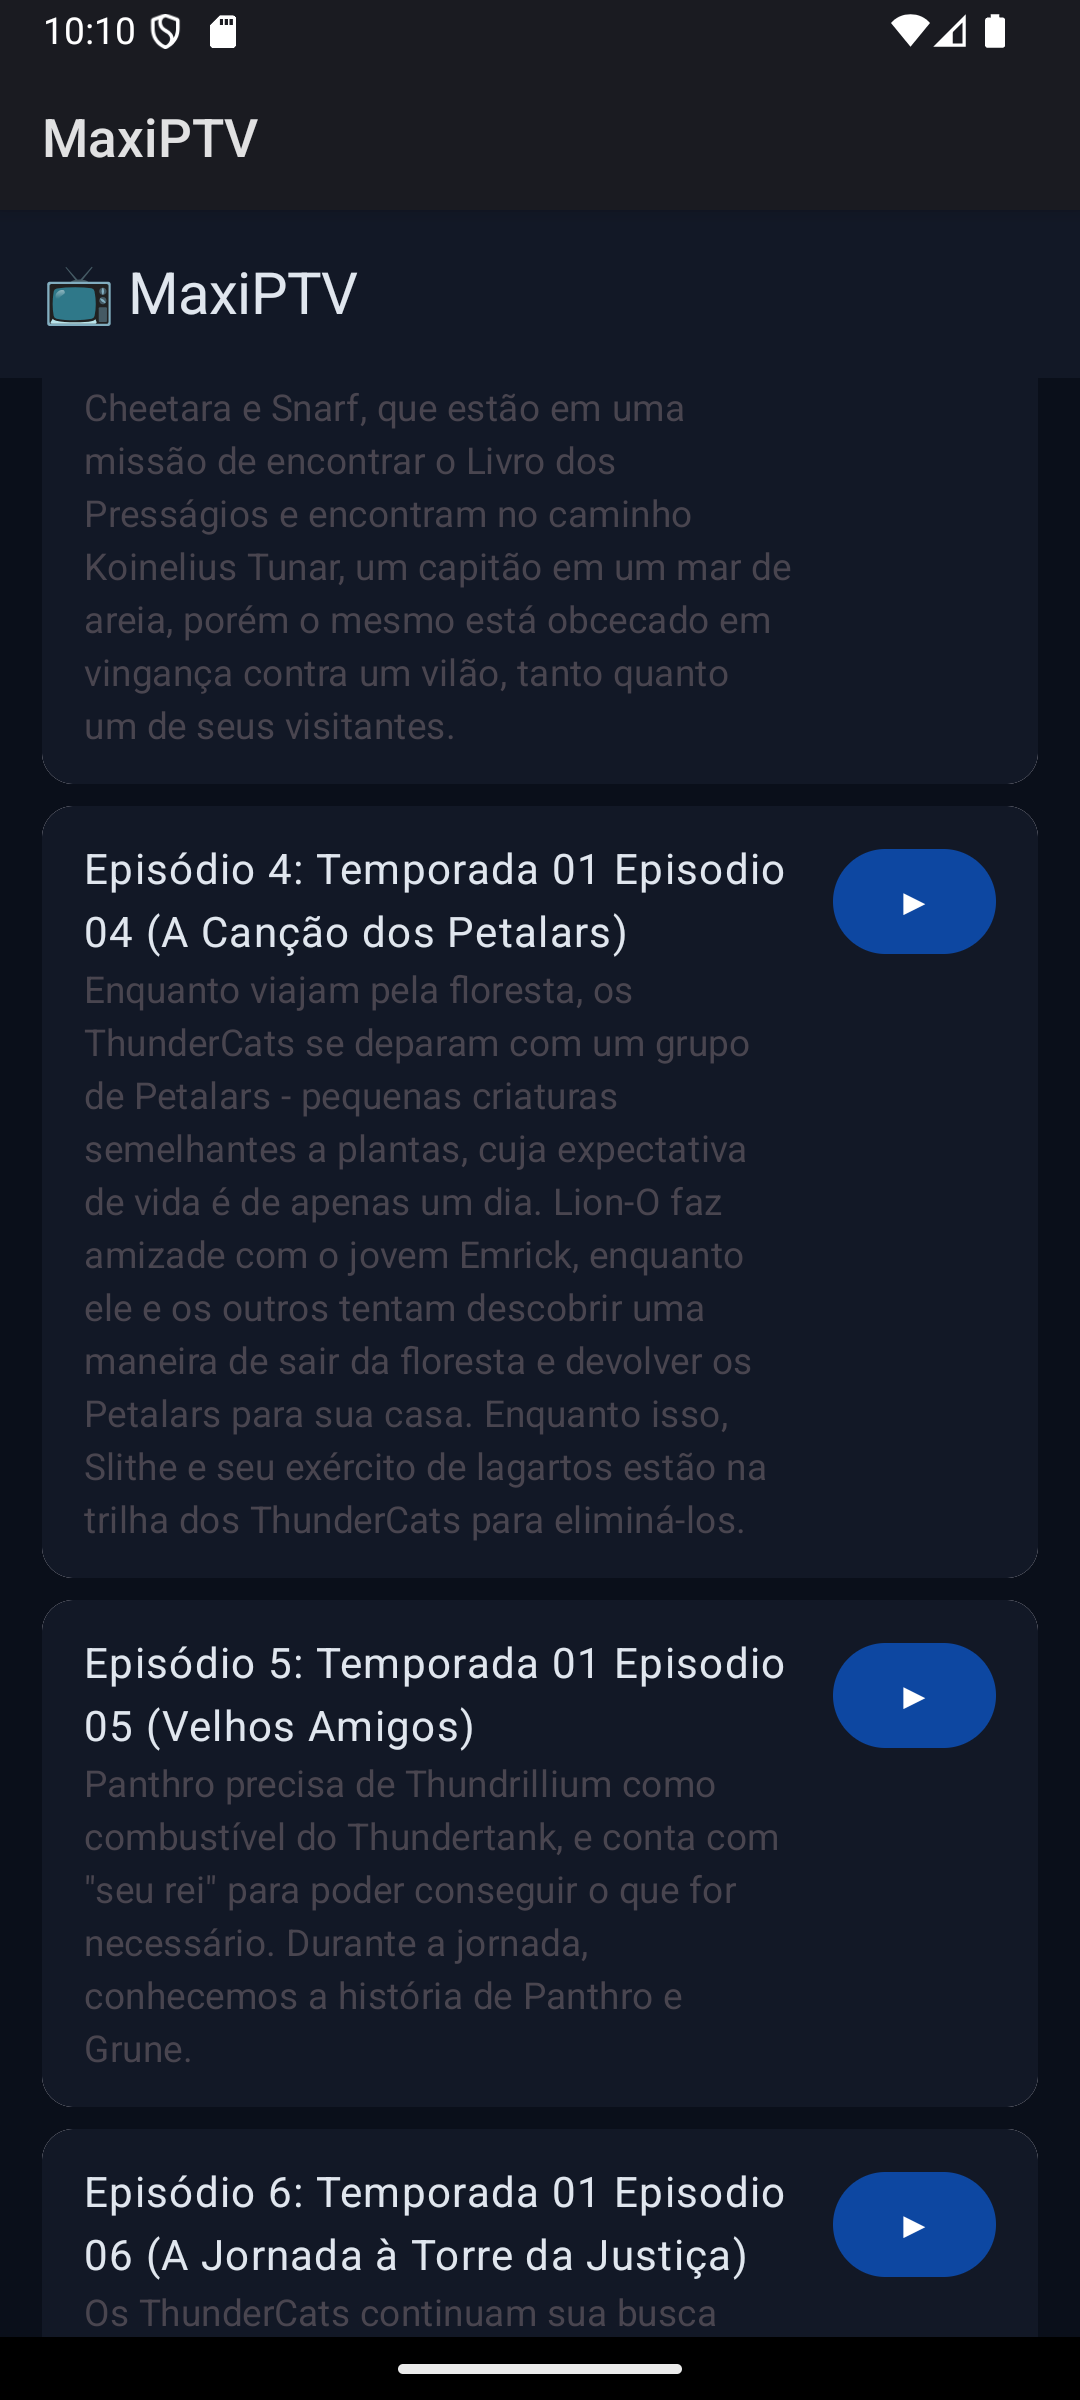 10:10
MaxiPTV
MaxiPTV
Cheetara e Snarf, que estão em uma
missão de encontrar o Livro dos
Presságios e encontram no caminho
Koinelius Tunar, um capitão em um mar de
areia, porém o mesmo está obcecado em
vingança contra um vilão, tanto quanto
um de seus visitantes.
Episódio 4: Temporada 01 Episodio
04 (A Canção dos Petalars)
Enquanto viajam pela floresta, os
ThunderCats se deparam com um grupo
de Petalars - pequenas criaturas
semelhantes a plantas, cuja expectativa
de vida é de apenas um dia. Lion-O faz
amizade com o jovem Emrick, enquanto
ele e os outros tentam descobrir uma
maneira de sair da floresta e devolver os
Petalars para sua casa. Enquanto isso,
Slithe e seu exército de lagartos estão na
trilha dos ThunderCats para eliminá-los.
Episódio 5: Temporada 01 Episodio
05 (Velhos Amigos)
Panthro precisa de Thundrillium como
combustível do Thundertank, e conta com
"seu rei" para poder conseguir o que for
necessário. Durante a jornada,
conhecemos a história de Panthro e
Grune.
Episódio 6: Temporada 01 Episodio
06 (A Jornada à Torre da Justiça)
Os ThunderCats continuam sua busca